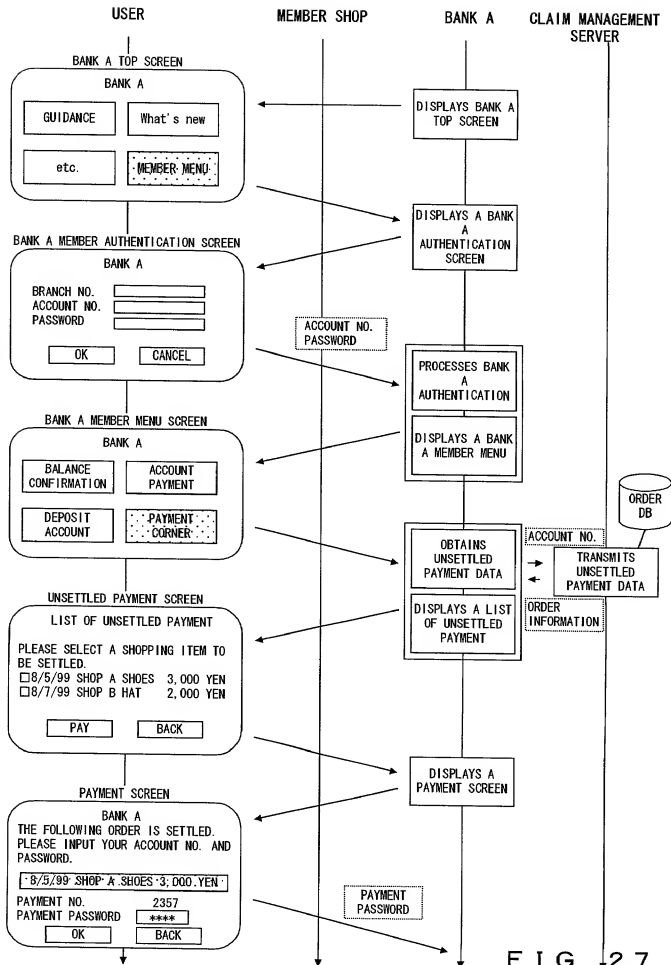 USER
MEMBER SHOP
BANK A
CLAIM MANAGEMENT
SERVER
BANK A TOP SCREEN
BANK A
GUIDANCE
What's new
etc.
MEMBER MENU
DISPLAYS BANK A
TOP SCREEN
DISPLAYS A BANK
A
AUTHENTICATION
SCREEN
BANK A MEMBER AUTHENTICATION SCREEN
BANK A
BRANCH NO.
ACCOUNT NO.
PASSWORD
OK
CANCEL
ACCOUNT NO.
PASSWORD
PROCESSES BANK
A
AUTHENTICATION
DISPLAYS A BANK
A MEMBER MENU
BANK A MEMBER MENU SCREEN
BANK A
BALANCE
CONFIRMATION
ACCOUNT
PAYMENT
DEPOSIT
ACCOUNT
PAYMENT
CORNER
ORDER
DB
OBTAINS
UNSETTLED
PAYMENT DATA
ACCOUNT NO.
TRANSMITS
UNSETTLED
PAYMENT DATA
DISPLAYS A LIST
OF UNSETTLED
PAYMENT
ORDER
INFORMATION
UNSETTLED PAYMENT SCREEN
LIST OF UNSETTLED PAYMENT
PLEASE SELECT A SHOPPING ITEM TO
BE SETTLED.
□8/5/99 SHOP A SHOES 3,000 YEN
□8/7/99 SHOP B HAT 2,000 YEN
PAY
BACK
DISPLAYS A
PAYMENT SCREEN
PAYMENT SCREEN
BANK A
THE FOLLOWING ORDER IS SETTLED.
PLEASE INPUT YOUR ACCOUNT NO. AND
PASSWORD.
8/5/99 SHOP A SHOES 3,000 YEN
PAYMENT NO. 2357
PAYMENT PASSWORD ****
OK
BACK
PAYMENT
PASSWORD
FIG. 27